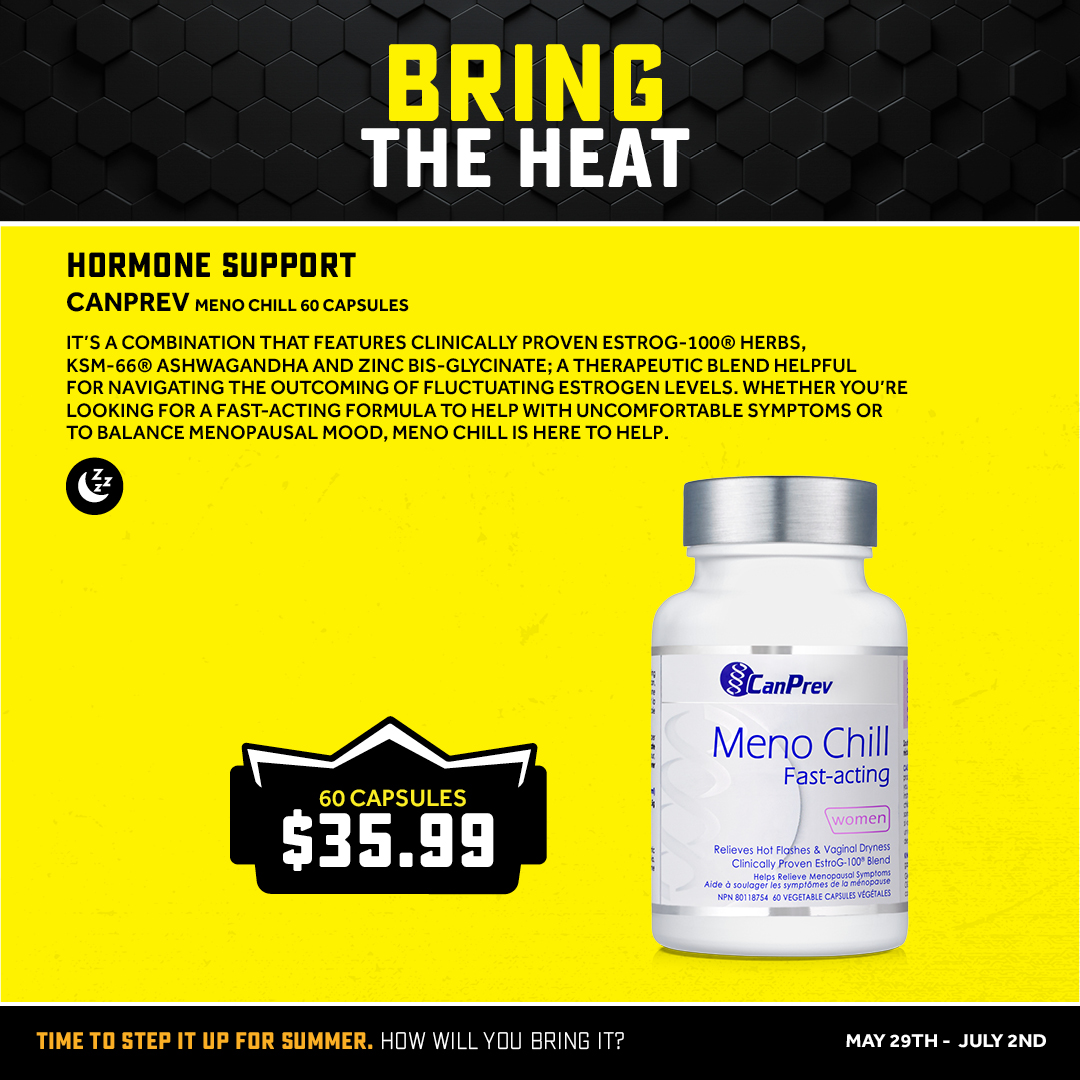 BRING
THE HEAT
HORMONE SUPPORT
CANPREV MENO CHILL 60 CAPSULES
IT'S A COMBINATION THAT FEATURES CLINICALLY PROVEN ESTROG-100® HERBS,
KSM-66® ASHWAGANDHA AND ZINC BIS-GLYCINATE; A THERAPEUTIC BLEND HELPFUL
FOR NAVIGATING THE OUTCOMING OF FLUCTUATING ESTROGEN LEVELS. WHETHER YOU'RE
LOOKING FOR A FAST-ACTING FORMULA TO HELP WITH UNCOMFORTABLE SYMPTOMS OR
TO BALANCE MENOPAUSAL MOOD, MENO CHILL IS HERE TO HELP.
Z
Z
Z
60 CAPSULES
$35.99
CanPrev
Meno Chill
Fast-acting
women
Relieves Hot Flashes & Vaginal Dryness
Clinically Proven EstroG-100® Blend
Helps Relieve Menopausal Symptoms
Aide à soulager les symptômes de la ménopause
NPN 80118754 60 VEGETABLE CAPSULES VÉGÉTALES
TIME TO STEP IT UP FOR SUMMER. HOW WILL YOU BRING IT?
MAY 29TH - JULY 2ND